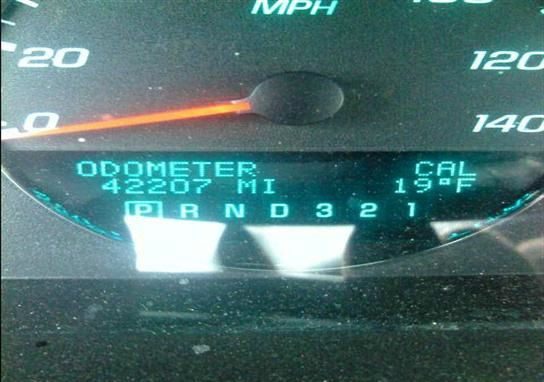 MPH
20 120
0 140
ODOMETER CAL
42207 MI 19°F
P R N D 3 2 1